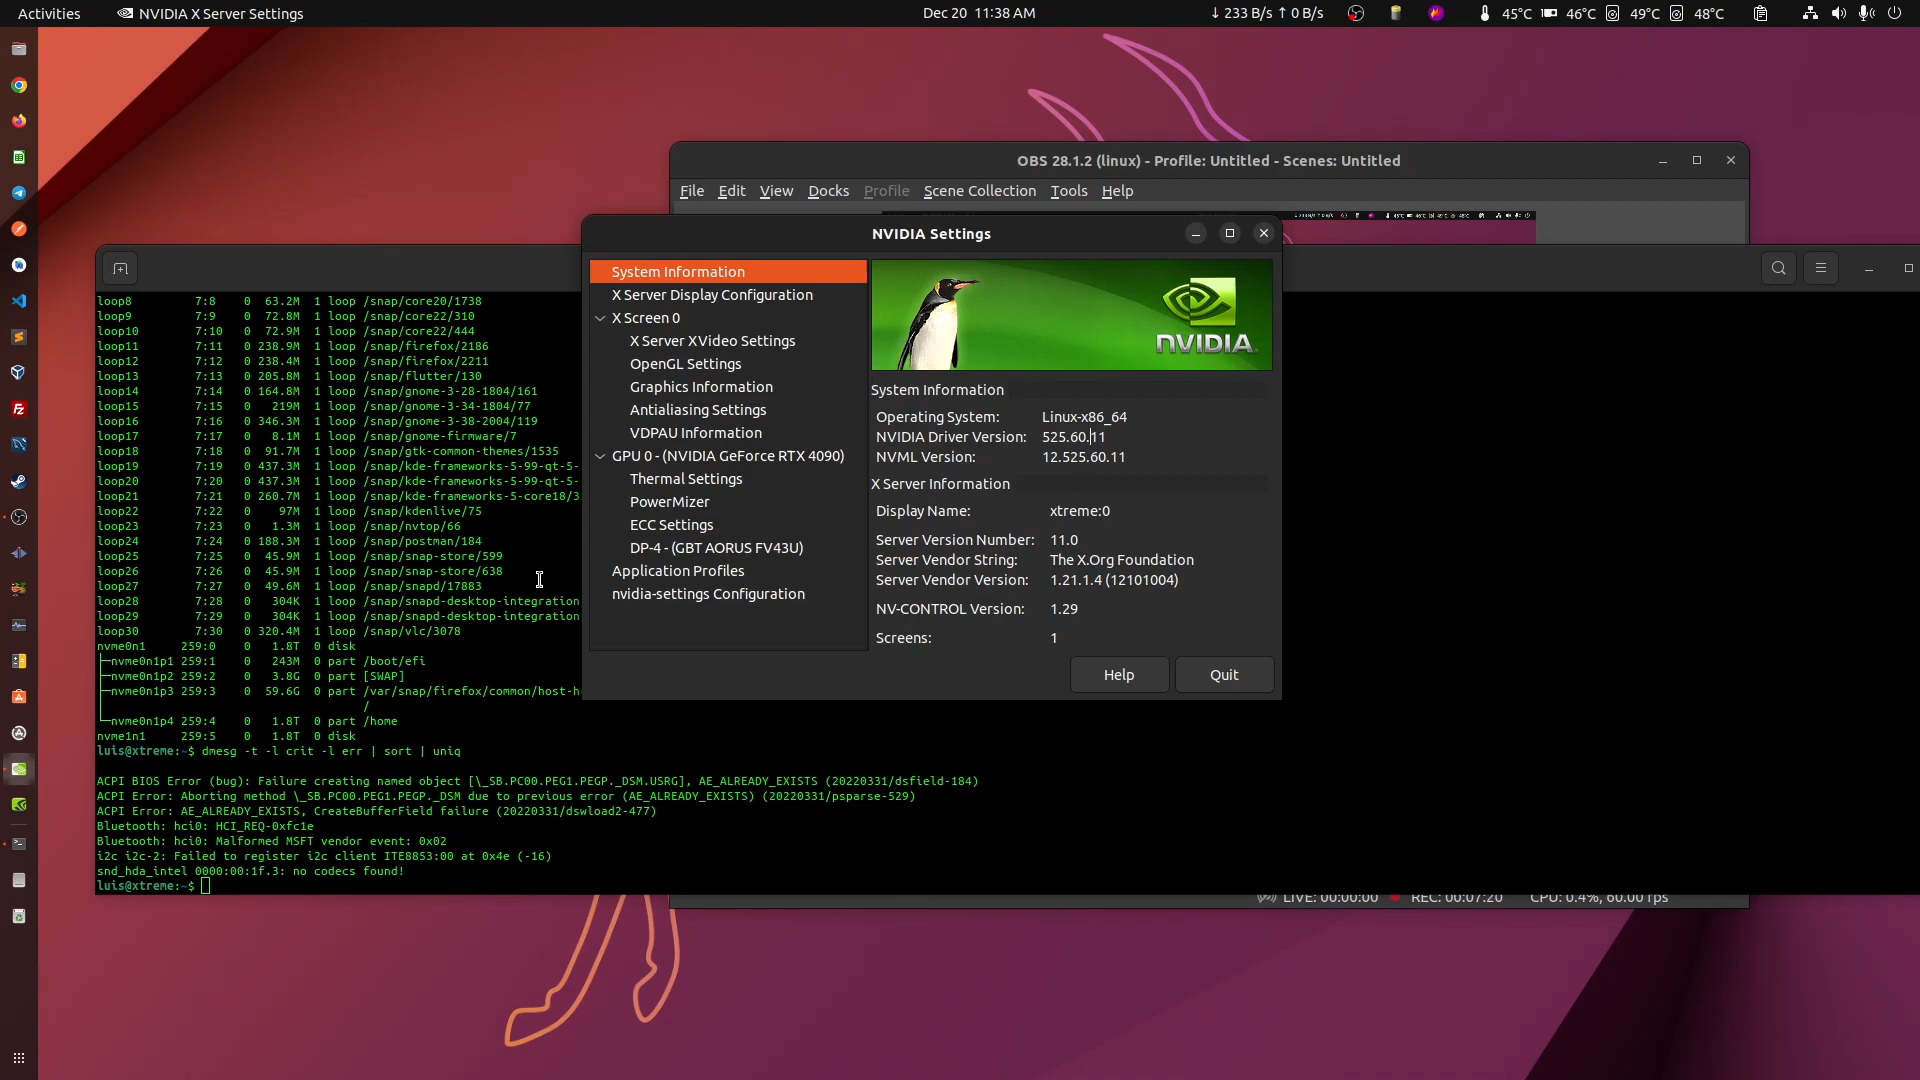 Activities
NVIDIA X Server Settings
Dec 20 11:38 AM
↓ 233 B/s ↑ 0 B/s
45°C
46°C
49°C
48°C
OBS 28.1.2 (linux) - Profile: Untitled - Scenes: Untitled
File Edit View Docks Profile Scene Collection Tools Help
NVIDIA Settings
System Information
X Server Display Configuration
X Screen 0
X Server XVideo Settings
OpenGL Settings
Graphics Information
Antialiasing Settings
VDPAU Information
GPU 0 - (NVIDIA GeForce RTX 4090)
Thermal Settings
PowerMizer
ECC Settings
DP-4 - (GBT AORUS FV43U)
Application Profiles
nvidia-settings Configuration
NVIDIA.
System Information
Operating System: Linux-x86_64
NVIDIA Driver Version: 525.60.11
NVML Version: 12.525.60.11
X Server Information
Display Name: xtreme:0
Server Version Number: 11.0
Server Vendor String: The X.Org Foundation
Server Vendor Version: 1.21.1.4 (12101004)
NV-CONTROL Version: 1.29
Screens: 1
Help
Quit
loop8 7:8 0 63.2M 1 loop /snap/core20/1738
loop9 7:9 0 72.8M 1 loop /snap/core22/310
loop10 7:10 0 72.9M 1 loop /snap/core22/444
loop11 7:11 0 238.9M 1 loop /snap/firefox/2186
loop12 7:12 0 238.4M 1 loop /snap/firefox/2211
loop13 7:13 0 205.8M 1 loop /snap/flutter/130
loop14 7:14 0 164.8M 1 loop /snap/gnome-3-28-1804/161
loop15 7:15 0 219M 1 loop /snap/gnome-3-34-1804/77
loop16 7:16 0 346.3M 1 loop /snap/gnome-3-38-2004/119
loop17 7:17 0 8.1M 1 loop /snap/gnome-firmware/7
loop18 7:18 0 91.7M 1 loop /snap/gtk-common-themes/1535
loop19 7:19 0 437.3M 1 loop /snap/kde-frameworks-5-99-qt-5-
loop20 7:20 0 437.3M 1 loop /snap/kde-frameworks-5-99-qt-5-
loop21 7:21 0 260.7M 1 loop /snap/kde-frameworks-5-core18/3
loop22 7:22 0 97M 1 loop /snap/kdenlive/75
loop23 7:23 0 1.3M 1 loop /snap/nvtop/66
loop24 7:24 0 188.3M 1 loop /snap/postman/184
loop25 7:25 0 45.9M 1 loop /snap/snap-store/599
loop26 7:26 0 45.9M 1 loop /snap/snap-store/638
loop27 7:27 0 49.6M 1 loop /snap/snapd/17883
loop28 7:28 0 304K 1 loop /snap/snapd-desktop-integration
loop29 7:29 0 304K 1 loop /snap/snapd-desktop-integration
loop30 7:30 0 320.4M 1 loop /snap/vlc/3078
nvme0n1 259:0 0 1.8T 0 disk
├─nvme0n1p1 259:1 0 243M 0 part /boot/efi
├─nvme0n1p2 259:2 0 3.8G 0 part [SWAP]
├─nvme0n1p3 259:3 0 59.6G 0 part /var/snap/firefox/common/host-h
│ /
└─nvme0n1p4 259:4 0 1.8T 0 part /home
nvme1n1 259:5 0 1.8T 0 disk
luis@xtreme:~$ dmesg -t -l crit -l err | sort | uniq
ACPI BIOS Error (bug): Failure creating named object [\_SB.PC00.PEG1.PEGP._DSM.USRG], AE_ALREADY_EXISTS (20220331/dsfield-184)
ACPI Error: Aborting method \_SB.PC00.PEG1.PEGP._DSM due to previous error (AE_ALREADY_EXISTS) (20220331/psparse-529)
ACPI Error: AE_ALREADY_EXISTS, CreateBufferField failure (20220331/dswload2-477)
Bluetooth: hci0: HCI_REQ-0xfc1e
Bluetooth: hci0: Malformed MSFT vendor event: 0x02
i2c i2c-2: Failed to register i2c client ITE8853:00 at 0x4e (-16)
snd_hda_intel 0000:00:1f.3: no codecs found!
luis@xtreme:~$
LIVE: 00:00:00 REC: 00:07:20 CPU: 0.4%, 60.00 fps